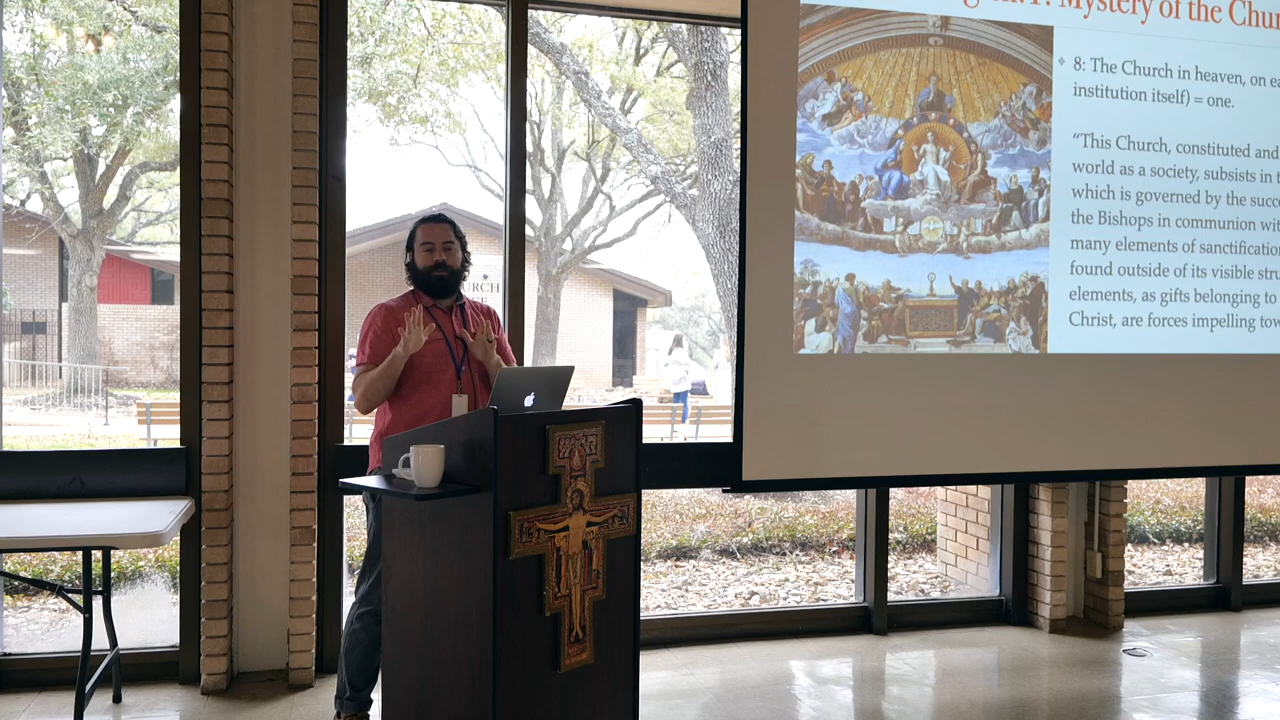 Mystery of the Chur
8: The Church in heaven, on ea
institution itself) = one.
“This Church, constituted and
world as a society, subsists in t
which is governed by the succ
the Bishops in communion wi
many elements of sanctificatio
found outside of its visible stru
elements, as gifts belonging to
Christ, are forces impelling tow
URCH